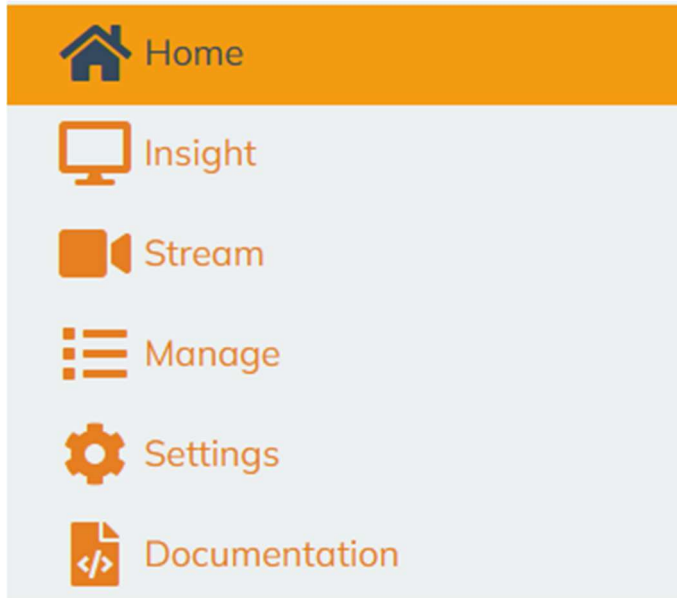 Home
Insight
Stream
Manage
Settings
Documentation